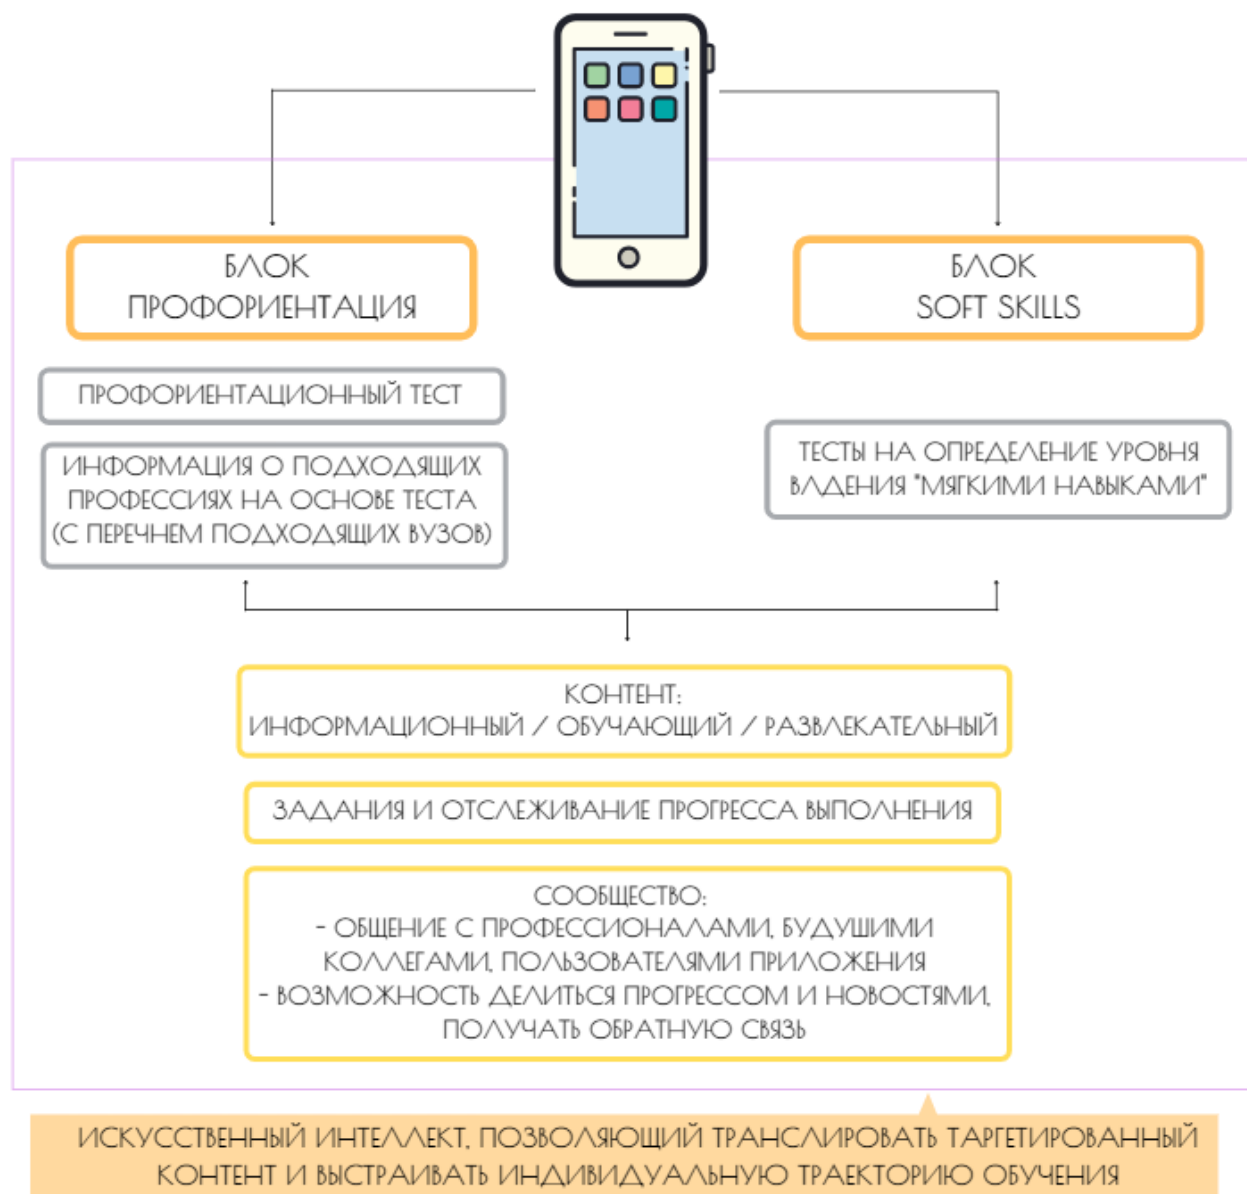 БЛОК
ПРОФОРИЕНТАЦИЯ
БЛОК
SOFT SKILLS
ПРОФОРИЕНТАЦИОННЫЙ ТЕСТ
ИНФОРМАЦИЯ О ПОДХОДЯЩИХ
ПРОФЕССИЯХ НА ОСНОВЕ ТЕСТА
(С ПЕРЕЧНЕМ ПОДХОДЯЩИХ ВУЗОВ)
ТЕСТЫ НА ОПРЕДЕЛЕНИЕ УРОВНЯ
ВЛДЕНИЯ "МЯГКИМИ НАВЫКАМИ"
КОНТЕНТ:
ИНФОРМАЦИОННЫЙ / ОБУЧАЮЩИЙ / РАЗВЛЕКАТЕЛЬНЫЙ
ЗАДАНИЯ И ОТСЛЕЖИВАНИЕ ПРОГРЕССА ВЫПОЛНЕНИЯ
СООБЩЕСТВО:
- ОБЩЕНИЕ С ПРОФЕССИОНАЛАМИ, БУДУШИМИ
КОЛЛЕГАМИ, ПОЛЬЗОВАТЕЛЯМИ ПРИЛОЖЕНИЯ
- ВОЗМОЖНОСТЬ ДЕЛИТЬСЯ ПРОГРЕССОМ И НОВОСТЯМИ,
ПОЛУЧАТЬ ОБРАТНУЮ СВЯЗЬ
ИСКУССТВЕННЫЙ ИНТЕЛЛЕКТ, ПОЗВОЛЯЮЩИЙ ТРАНСЛИРОВАТЬ ТАРГЕТИРОВАННЫЙ
КОНТЕНТ И ВЫСТРАИВАТЬ ИНДИВИДУАЛЬНУЮ ТРАЕКТОРИЮ ОБУЧЕНИЯ